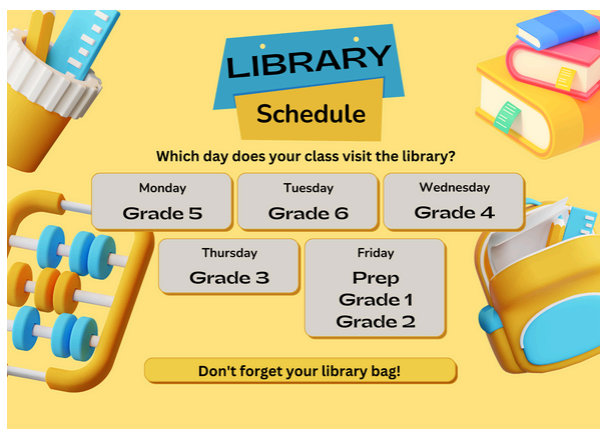 LIBRARY
Schedule
Which day does your class visit the library?
Monday
Grade 5
Tuesday
Grade 6
Wednesday
Grade 4
Thursday
Grade 3
Friday
Prep
Grade 1
Grade 2
Don't forget your library bag!